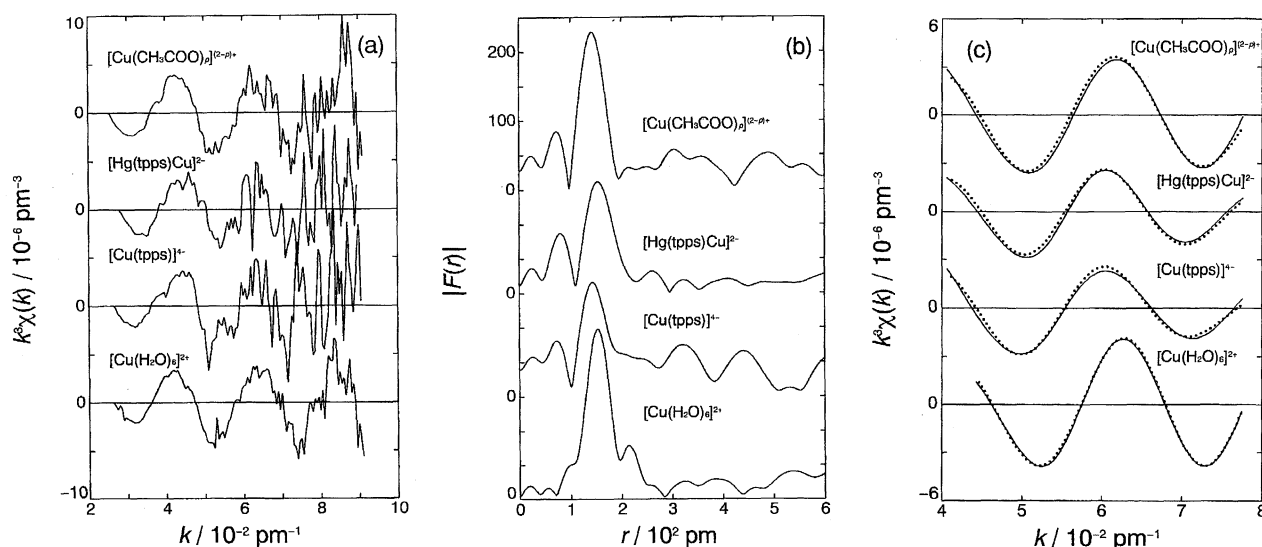 10
(a)
[Cu(CH₃COO)ₚ]⁽²⁻ᵖ⁾⁺
0
[Hg(tpps)Cu]²⁻
0
[Cu(tpps)]⁴⁻
0
[Cu(H₂O)₆]²⁺
0
−10
2 4 6 8 10
k³χ(k) / 10⁻⁶ pm⁻³
k / 10⁻² pm⁻¹
(b)
200
100
[Cu(CH₃COO)ₚ]⁽²⁻ᵖ⁾⁺
0
[Hg(tpps)Cu]²⁻
0
[Cu(tpps)]⁴⁻
0
[Cu(H₂O)₆]²⁺
0
0 1 2 3 4 5 6
|F(r)|
r / 10² pm
6
(c)
[Cu(CH₃COO)ₚ]⁽²⁻ᵖ⁾⁺
0
[Hg(tpps)Cu]²⁻
0
[Cu(tpps)]⁴⁻
0
[Cu(H₂O)₆]²⁺
0
−6
4 5 6 7 8
k³χ(k) / 10⁻⁶ pm⁻³
k / 10⁻² pm⁻¹